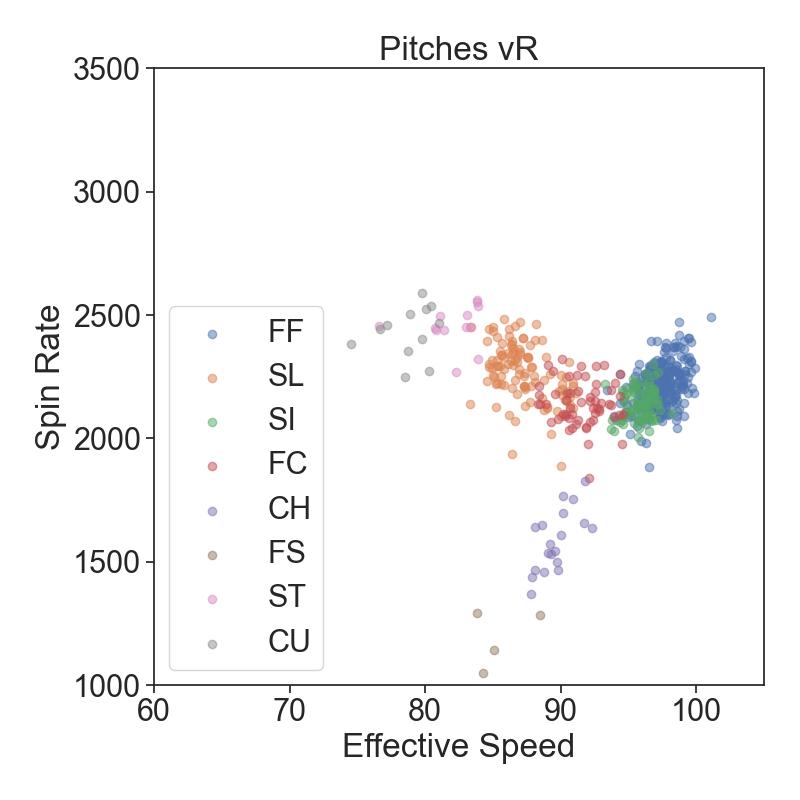 Pitches vR
3500
3000
2500
2000
1500
1000
Spin Rate
FF
SL
SI
FC
CH
FS
ST
CU
60 70 80 90 100
Effective Speed